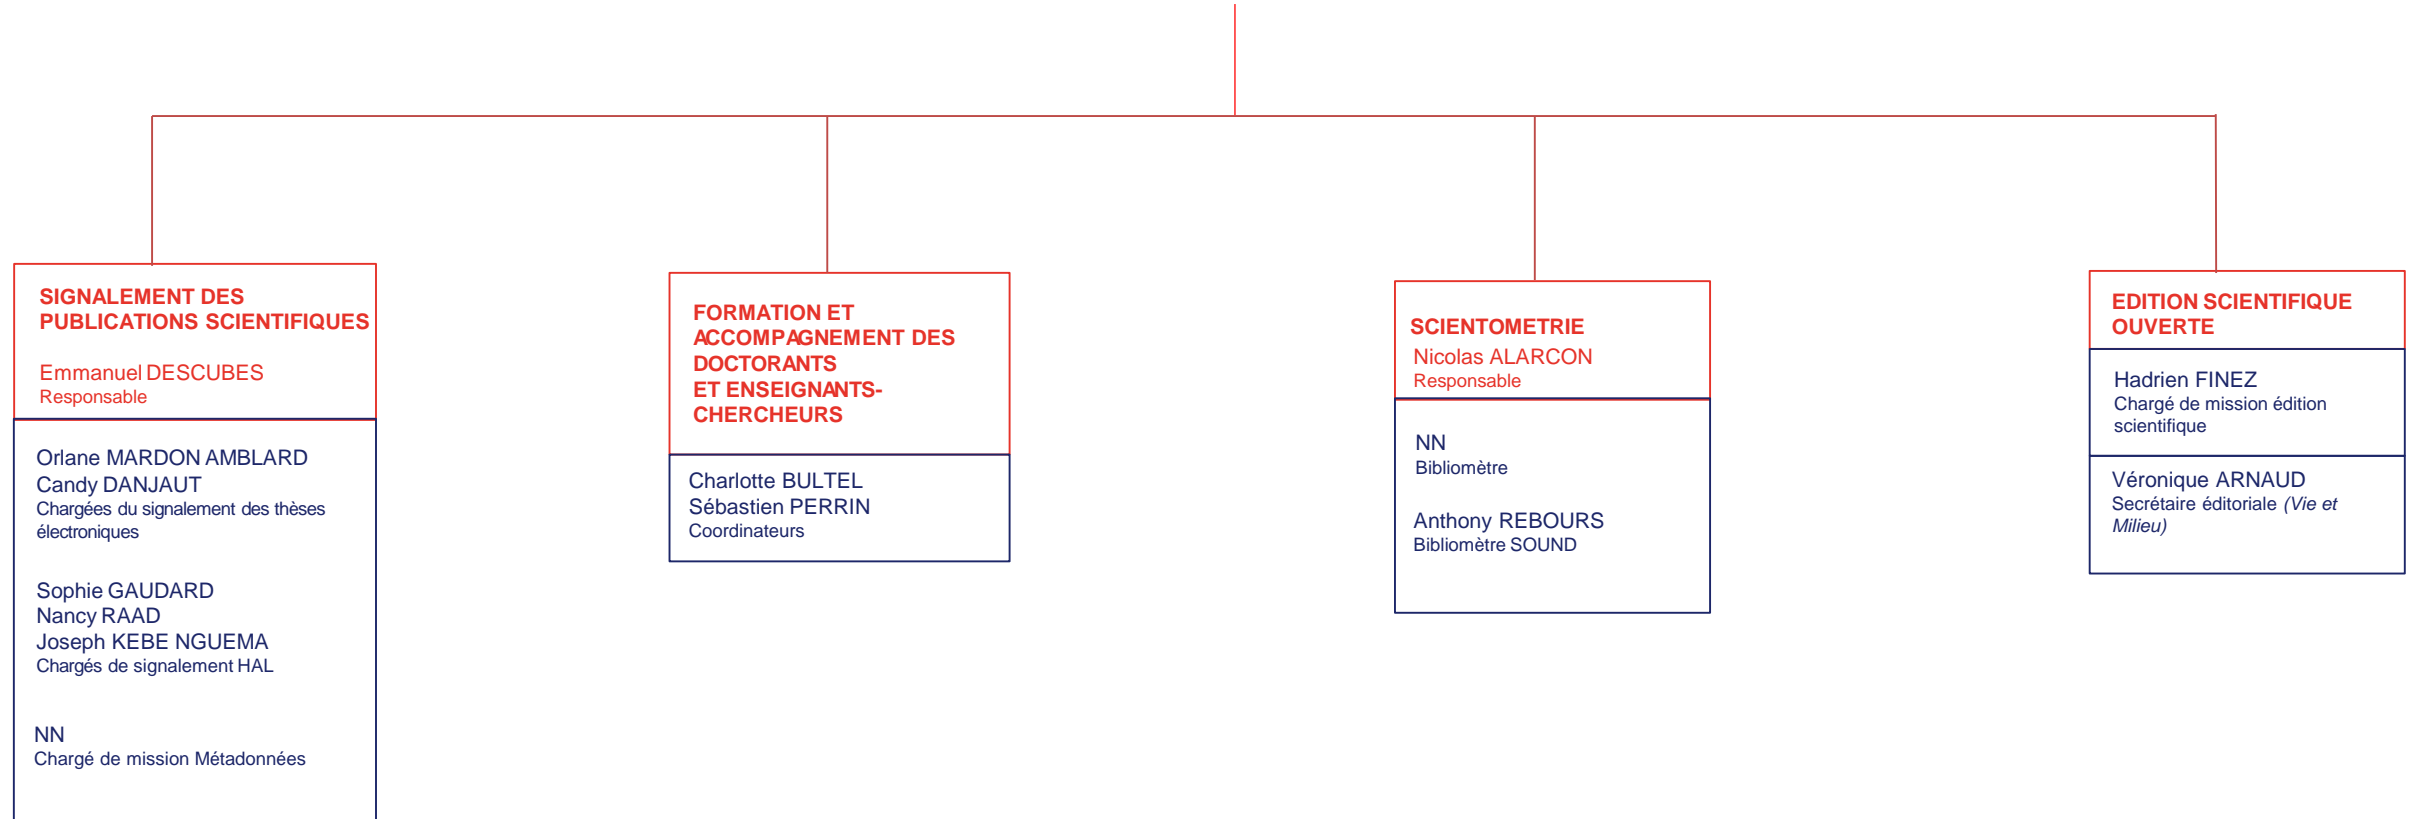 SIGNALEMENT DES
PUBLICATIONS SCIENTIFIQUES
Emmanuel DESCUBES
Responsable
Orlane MARDON AMBLARD
Candy DANJAUT
Chargées du signalement des thèses
électroniques
Sophie GAUDARD
Nancy RAAD
Joseph KEBE NGUEMA
Chargés de signalement HAL
NN
Chargé de mission Métadonnées
FORMATION ET
ACCOMPAGNEMENT DES
DOCTORANTS
ET ENSEIGNANTS-
CHERCHEURS
Charlotte BULTEL
Sébastien PERRIN
Coordinateurs
SCIENTOMETRIE
Nicolas ALARCON
Responsable
NN
Bibliomètre
Anthony REBOURS
Bibliomètre SOUND
EDITION SCIENTIFIQUE
OUVERTE
Hadrien FINEZ
Chargé de mission édition
scientifique
Véronique ARNAUD
Secrétaire éditoriale (Vie et
Milieu)